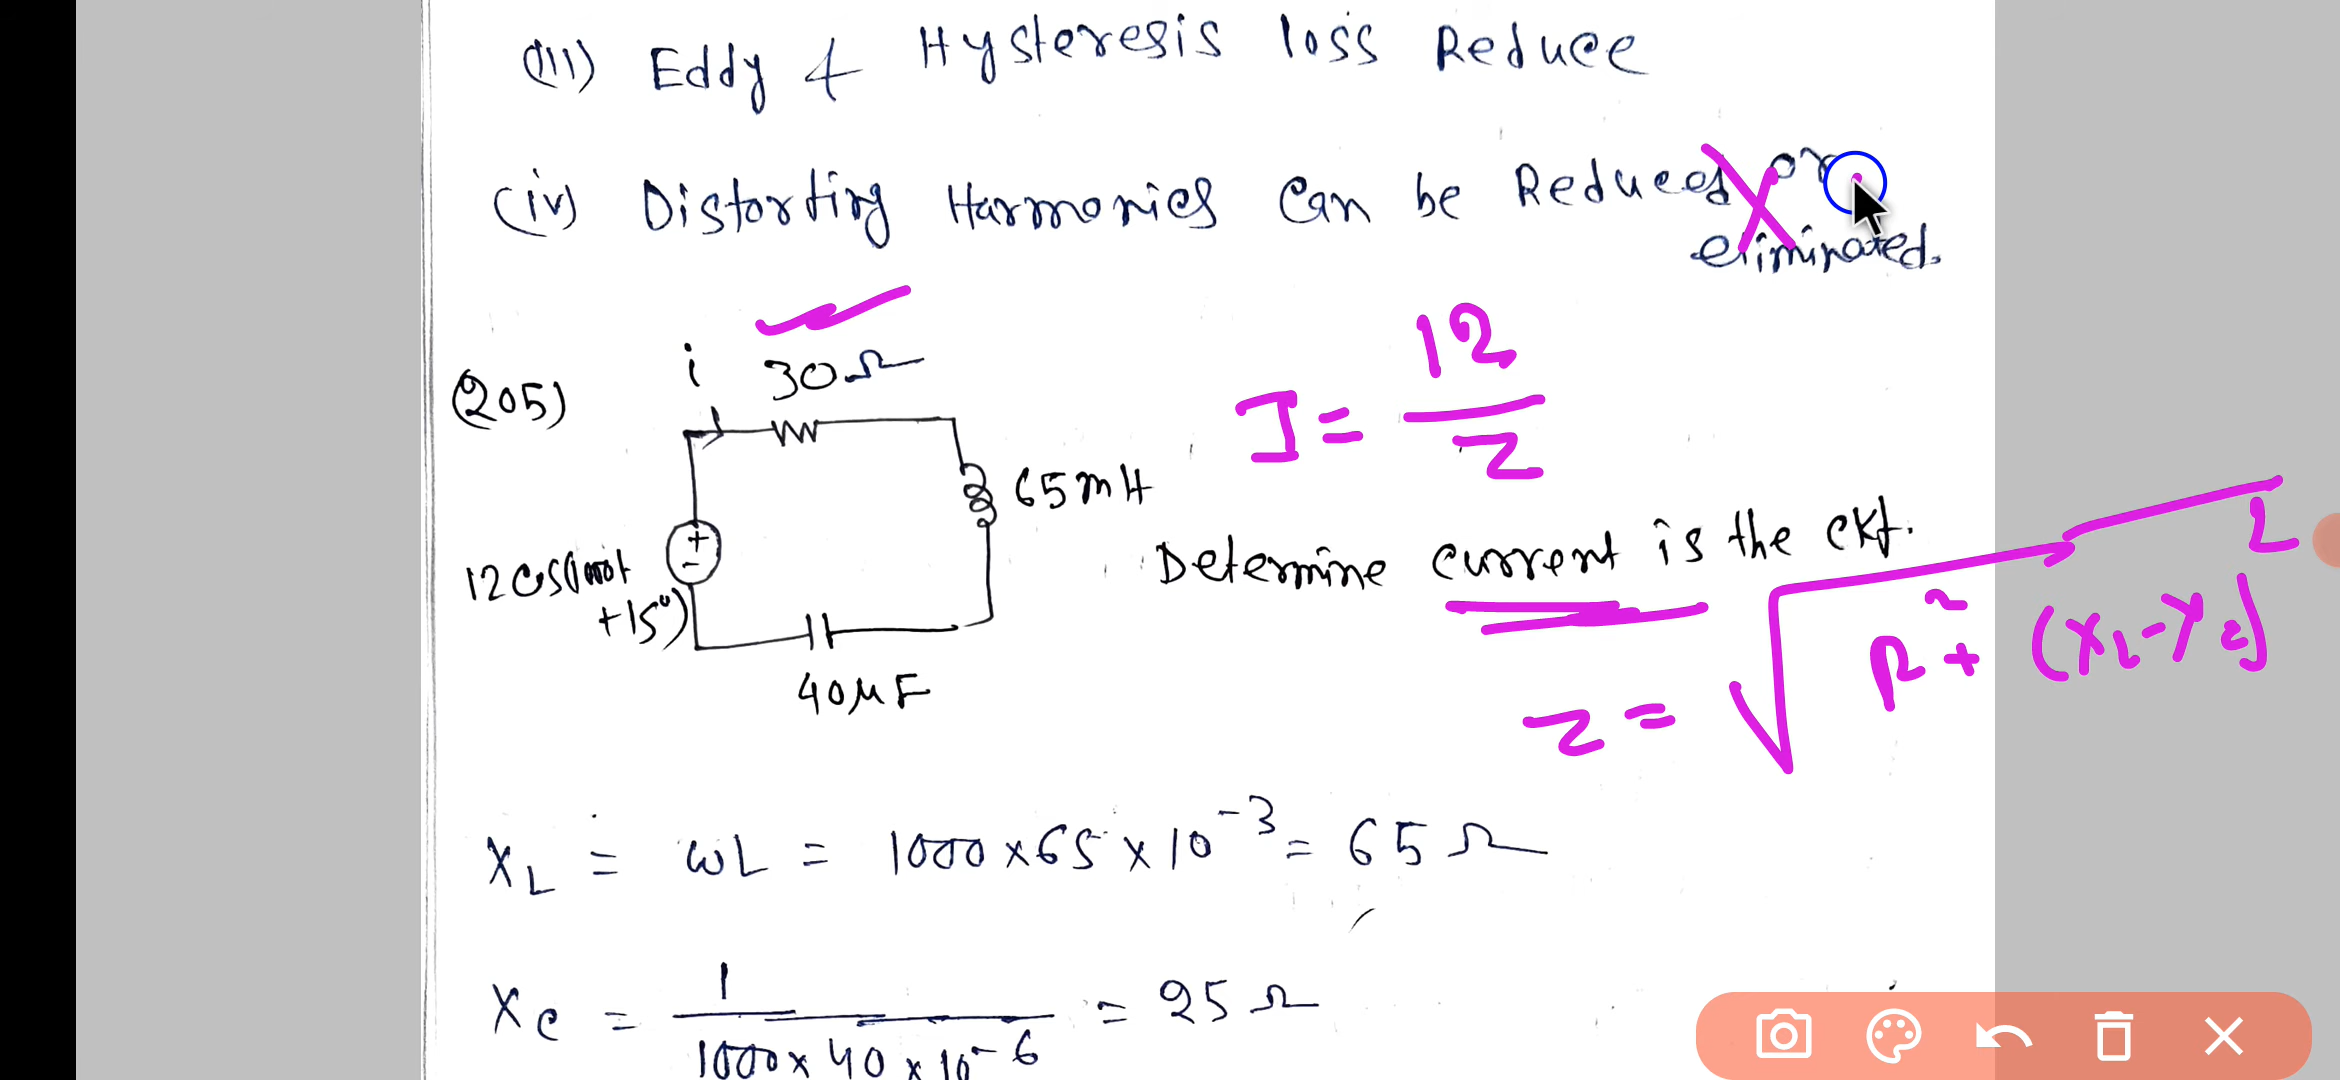 (III) Eddy & Hysteresis loss Reduce
(iv) Distorting Harmonics Can be Reduced or
eliminated.
(205)
i 30Ω
65mH
12cos(1000t
+15°)
40μF
I = 12/Z
Determine current is the ckt.
Z = √R² + (XL-XC)²
XL = ωL = 1000×65×10⁻³ = 65Ω
XC = 1/1000×40×10⁻⁶ = 25Ω